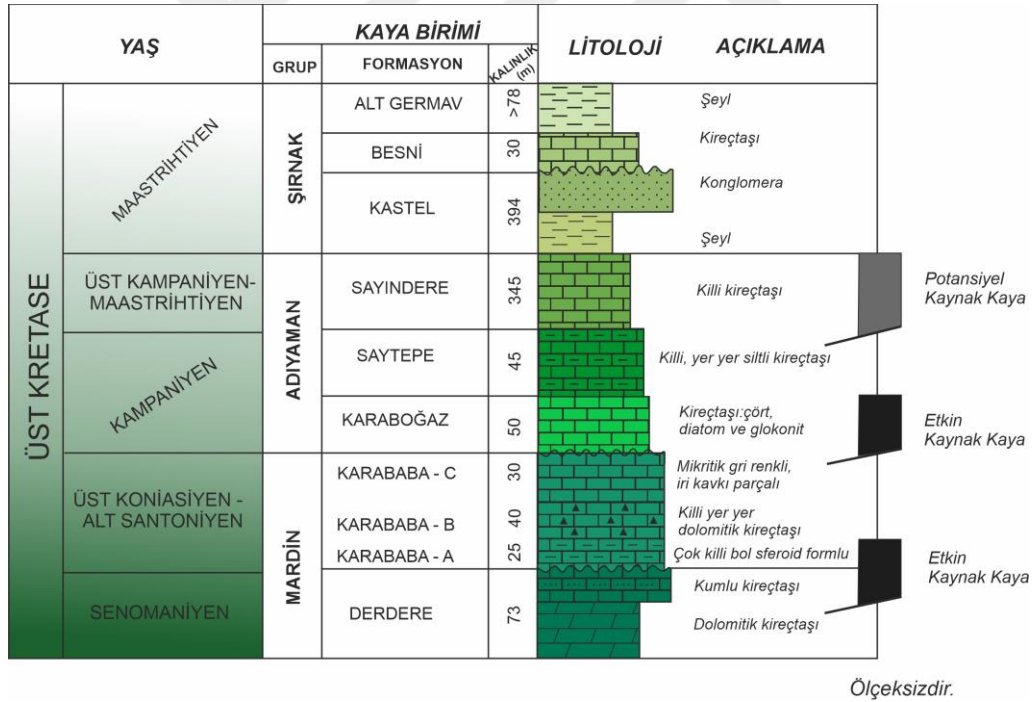 YAŞ
KAYA BİRİMİ
LİTOLOJİ
AÇIKLAMA
GRUP
FORMASYON
KALINLIK
(m)
ÜST KRETASE
MAASTRİHTİYEN
ŞIRNAK
ALT GERMAV
>78
Şeyl
BESNİ
30
Kireçtaşı
KASTEL
394
Konglomera
Şeyl
ÜST KAMPANİYEN-
MAASTRİHTİYEN
ADIYAMAN
SAYINDERE
345
Killi kireçtaşı
Potansiyel
Kaynak Kaya
KAMPANİYEN
SAYTEPE
45
Killi, yer yer siltli kireçtaşı
KARABOĞAZ
50
Kireçtaşı:çört,
diatom ve glokonit
Etkin
Kaynak Kaya
ÜST KONİASİYEN -
ALT SANTONİYEN
MARDİN
KARABABA - C
30
Mikritik gri renkli,
iri kavkı parçalı
KARABABA - B
40
Killi yer yer
dolomitik kireçtaşı
KARABABA - A
25
Çok killi bol sferoid formlu
Etkin
Kaynak Kaya
SENOMANİYEN
DERDERE
73
Kumlu kireçtaşı
Dolomitik kireçtaşı
Ölçeksizdir.